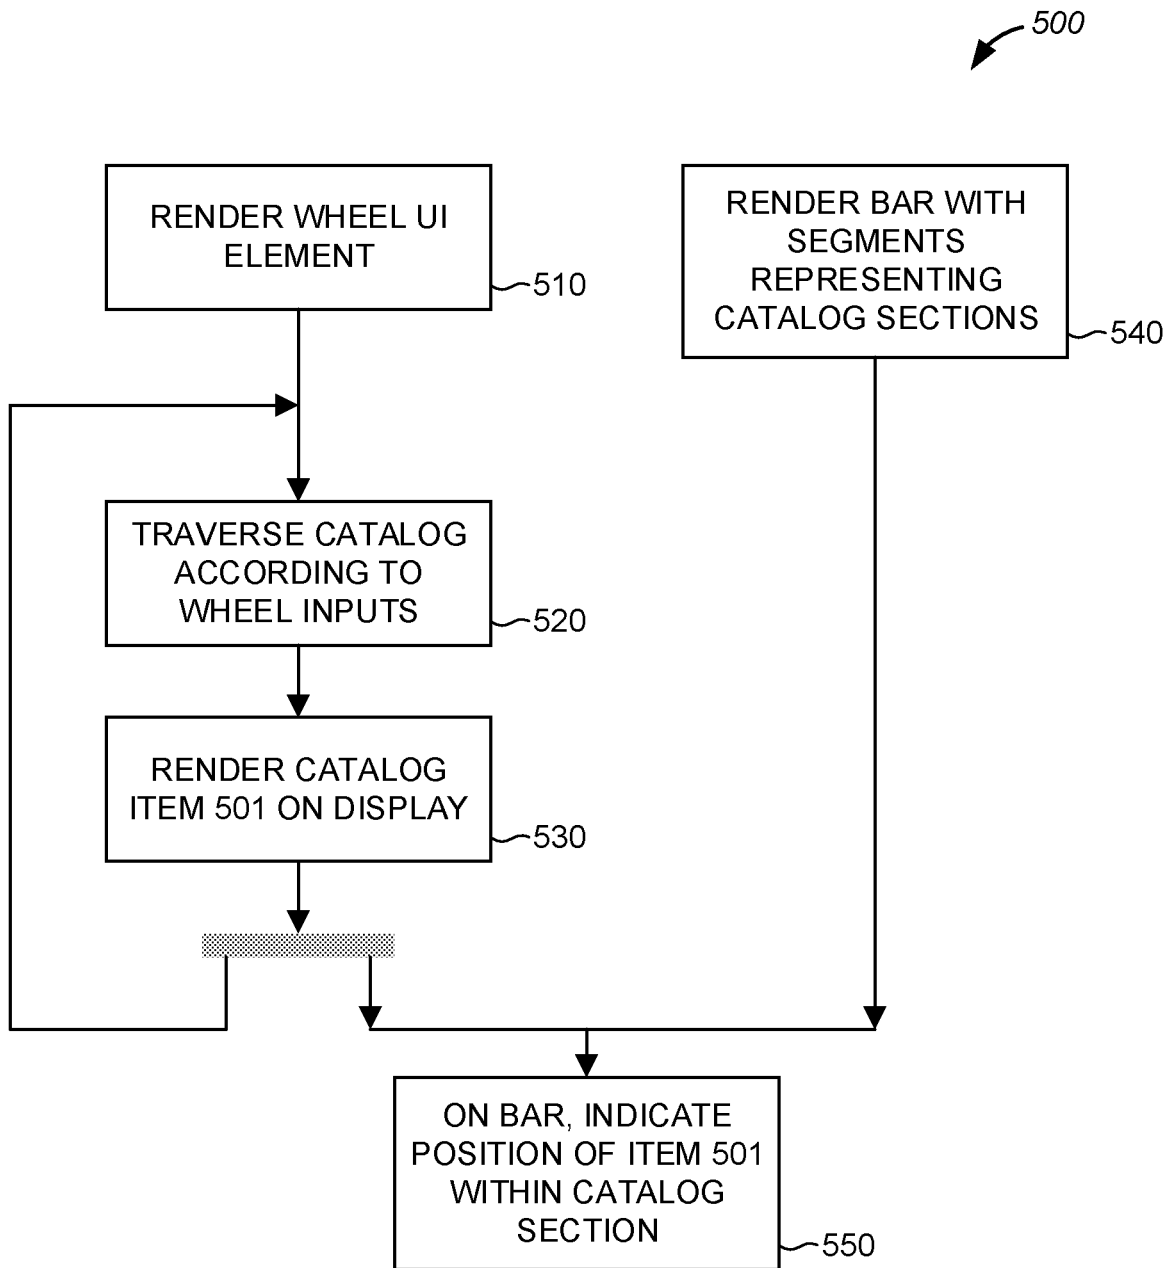 500
RENDER WHEEL UI
ELEMENT
510
RENDER BAR WITH
SEGMENTS
REPRESENTING
CATALOG SECTIONS
540
TRAVERSE CATALOG
ACCORDING TO
WHEEL INPUTS
520
RENDER CATALOG
ITEM 501 ON DISPLAY
530
ON BAR, INDICATE
POSITION OF ITEM 501
WITHIN CATALOG
SECTION
550